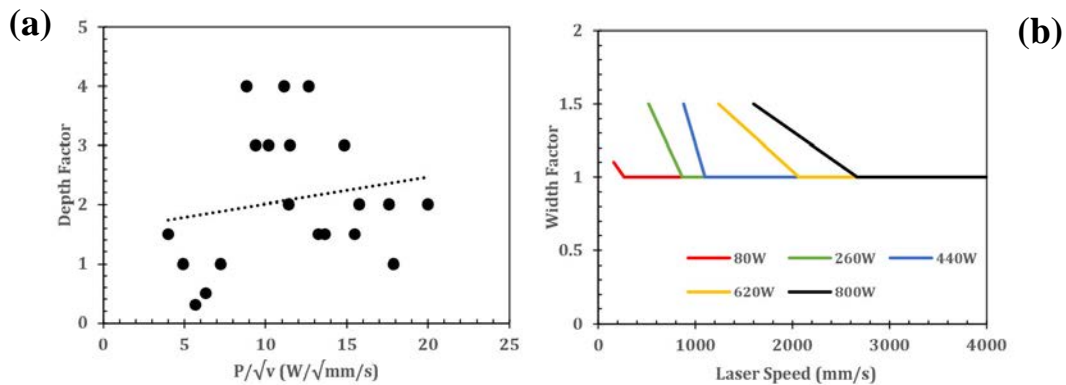 (a)
5
4
3
2
1
0
Depth Factor
0 5 10 15 20 25
P/√v (W/√mm/s)
(b)
2
1.5
1
0.5
0
Width Factor
80W 260W 440W
620W 800W
0 1000 2000 3000 4000
Laser Speed (mm/s)